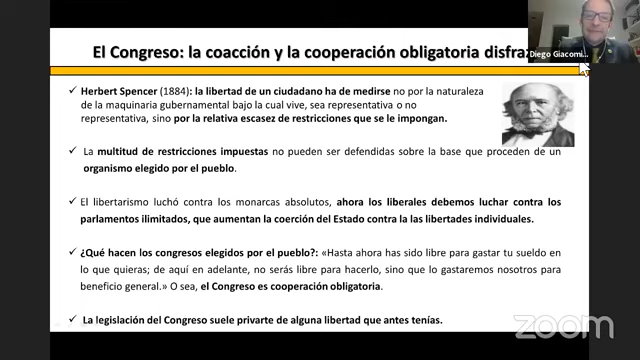 El Congreso: la coacción y la cooperación obligatoria disfra
Diego Giacomi...
✓ Herbert Spencer (1884): la libertad de un ciudadano ha de medirse no por la naturaleza
de la maquinaria gubernamental bajo la cual vive, sea representativa o no
representativa, sino por la relativa escasez de restricciones que se le impongan.
✓ La multitud de restricciones impuestas no pueden ser defendidas sobre la base que proceden de un
organismo elegido por el pueblo.
✓ El libertarismo luchó contra los monarcas absolutos, ahora los liberales debemos luchar contra los
parlamentos ilimitados, que aumentan la coerción del Estado contra la las libertades individuales.
✓ ¿Qué hacen los congresos elegidos por el pueblo?: «Hasta ahora has sido libre para gastar tu sueldo en
lo que quieras; de aquí en adelante, no serás libre para hacerlo, sino que lo gastaremos nosotros para
beneficio general.» O sea, el Congreso es cooperación obligatoria.
✓ La legislación del Congreso suele privarte de alguna libertad que antes tenías.
zoom